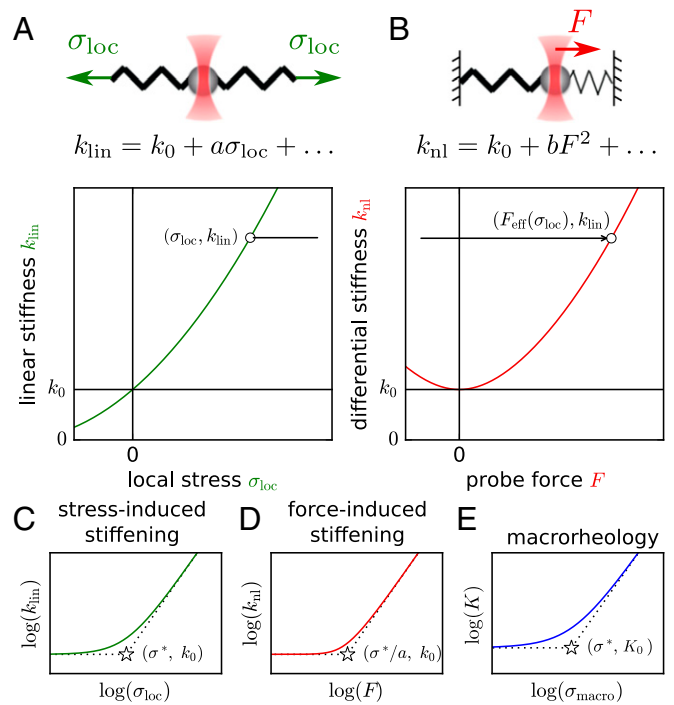 A
σ_loc
σ_loc
k_lin = k_0 + aσ_loc + …
B
F
k_nl = k_0 + bF^2 + …
linear stiffness k_lin
(σ_loc, k_lin)
k_0
0
0
local stress σ_loc
differential stiffness k_nl
(F_eff(σ_loc), k_lin)
k_0
0
0
probe force F
C
stress-induced
stiffening
log(k_lin)
(σ*, k_0)
log(σ_loc)
D
force-induced
stiffening
log(k_nl)
(σ*/a, k_0)
log(F)
E
macrorheology
log(K)
(σ*, K_0)
log(σ_macro)